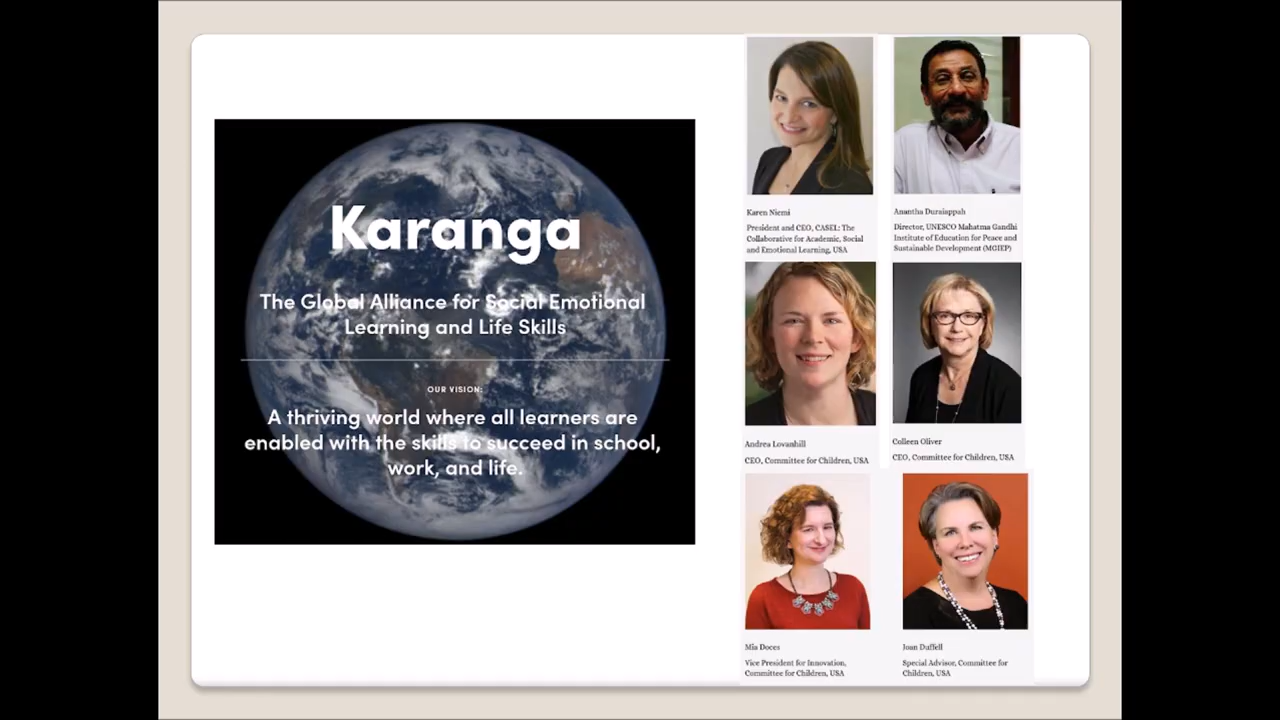 Karanga
The Global Alliance for Social Emotional
Learning and Life Skills
OUR VISION:
A thriving world where all learners are
enabled with the skills to succeed in school,
work, and life.
Karen Niemi
President and CEO, CASEL: The
Collaborative for Academic, Social
and Emotional Learning, USA
Anantha Duraiappah
Director, UNESCO Mahatma Gandhi
Institute of Education for Peace and
Sustainable Development (MGIEP)
Andrea Lovanhill
CEO, Committee for Children, USA
Colleen Oliver
CEO, Committee for Children, USA
Mia Doces
Vice President for Innovation,
Committee for Children, USA
Joan Duffell
Special Advisor, Committee for
Children, USA